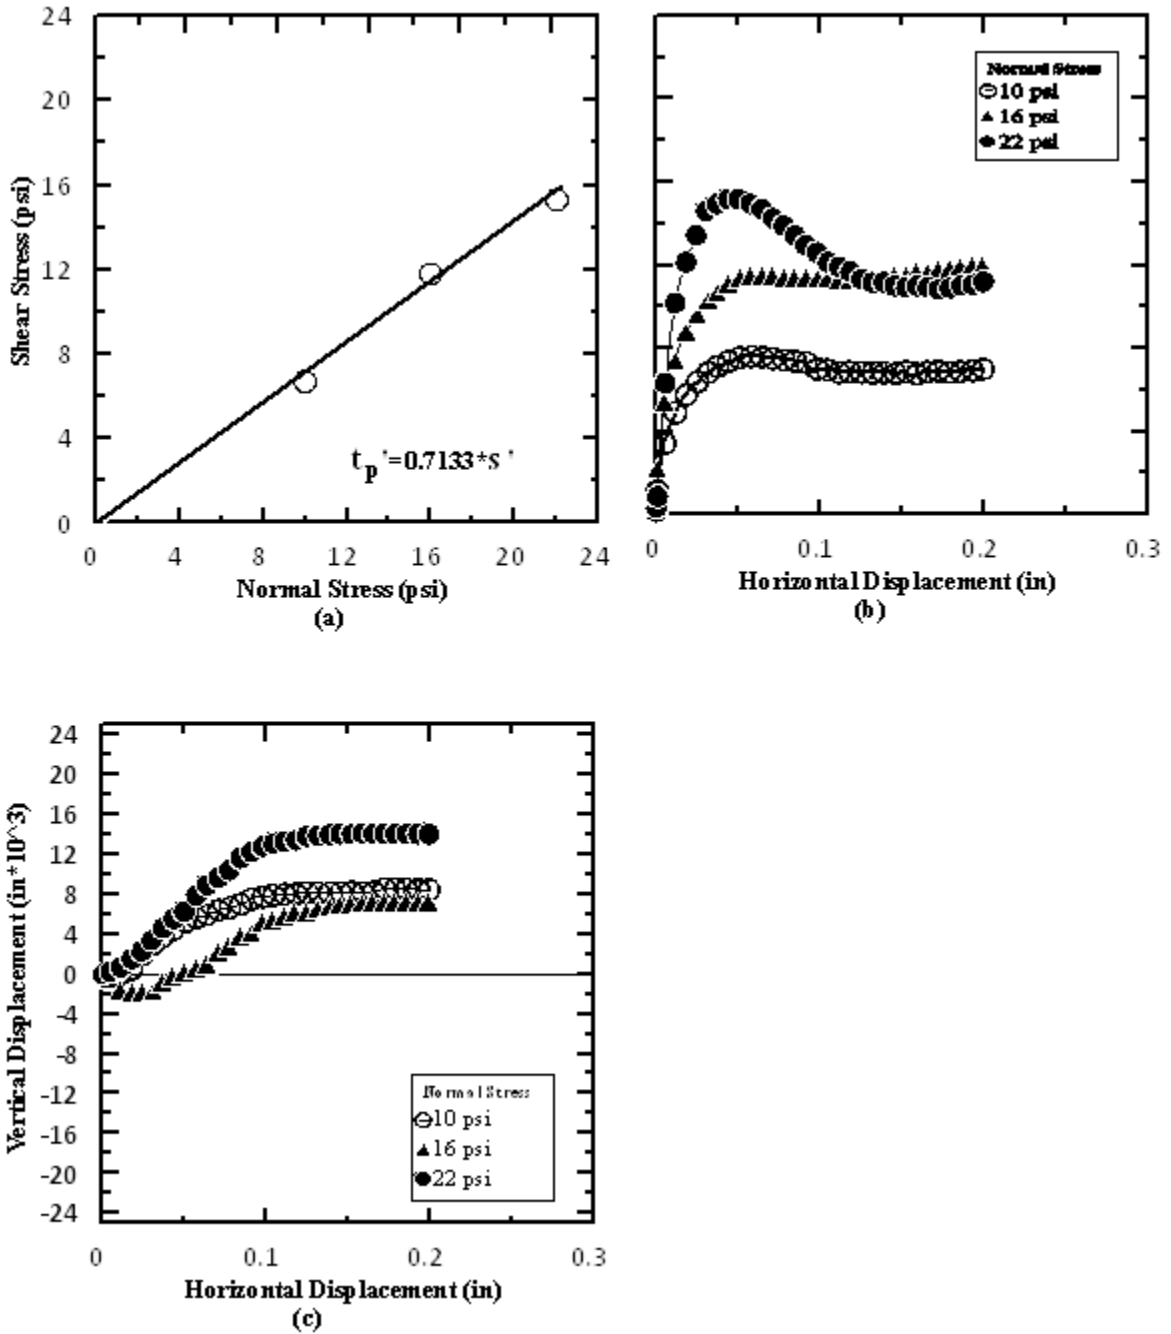 24
20
16
12
8
4
0
Shear Stress (psi)
0 4 8 12 16 20 24
Normal Stress (psi)
(a)
tp'=0.7133*s'
Normal Stress
10 psi
16 psi
22 psi
0 0.1 0.2 0.3
Horizontal Displacement (in)
(b)
24
20
16
12
8
4
0
-4
-8
-12
-16
-20
-24
Vertical Displacement (in*10^3)
Normal Stress
10 psi
16 psi
22 psi
0 0.1 0.2 0.3
Horizontal Displacement (in)
(c)